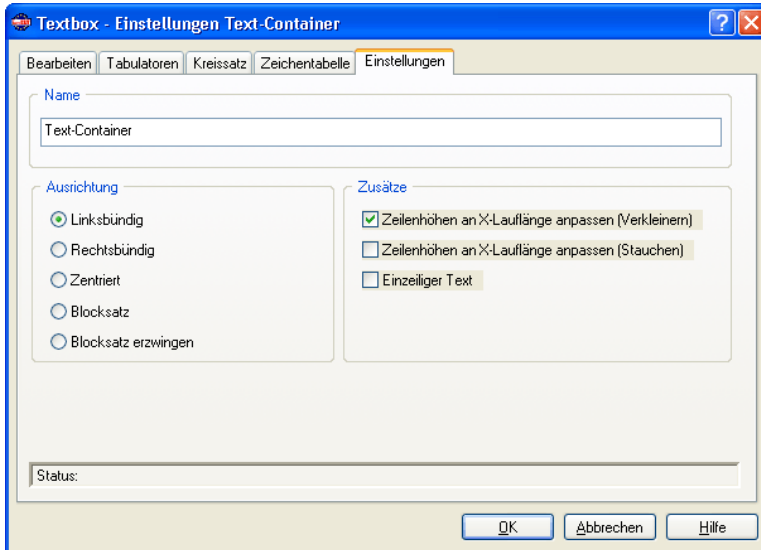 Textbox - Einstellungen Text-Container
Bearbeiten Tabulatoren Kreissatz Zeichentabelle Einstellungen
Name
Text-Container
Ausrichtung
Linksbündig
Rechtsbündig
Zentriert
Blocksatz
Blocksatz erzwingen
Zusätze
Zeilenhöhen an X-Lauflänge anpassen (Verkleinern)
Zeilenhöhen an X-Lauflänge anpassen (Stauchen)
Einzeiliger Text
Status:
OK Abbrechen Hilfe